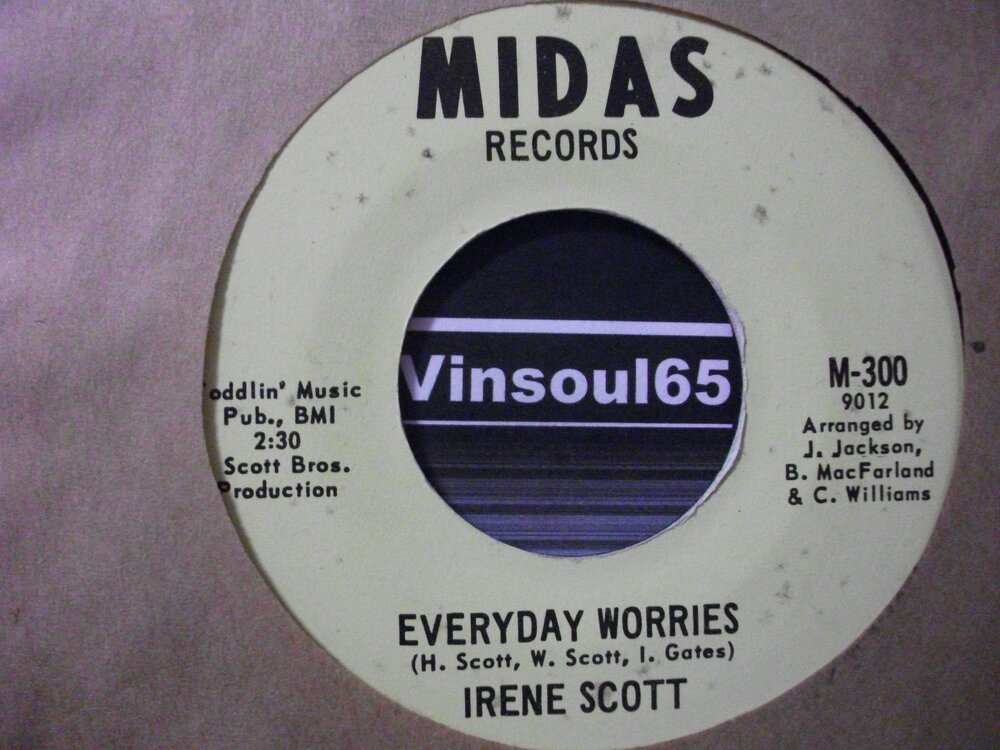 MIDAS
RECORDS
Vinsoul65
oddlin' Music
Pub., BMI
2:30
Scott Bros.
Production
M-300
9012
Arranged by
J. Jackson,
B. MacFarland
& C. Williams
EVERYDAY WORRIES
(H. Scott, W. Scott, I. Gates)
IRENE SCOTT